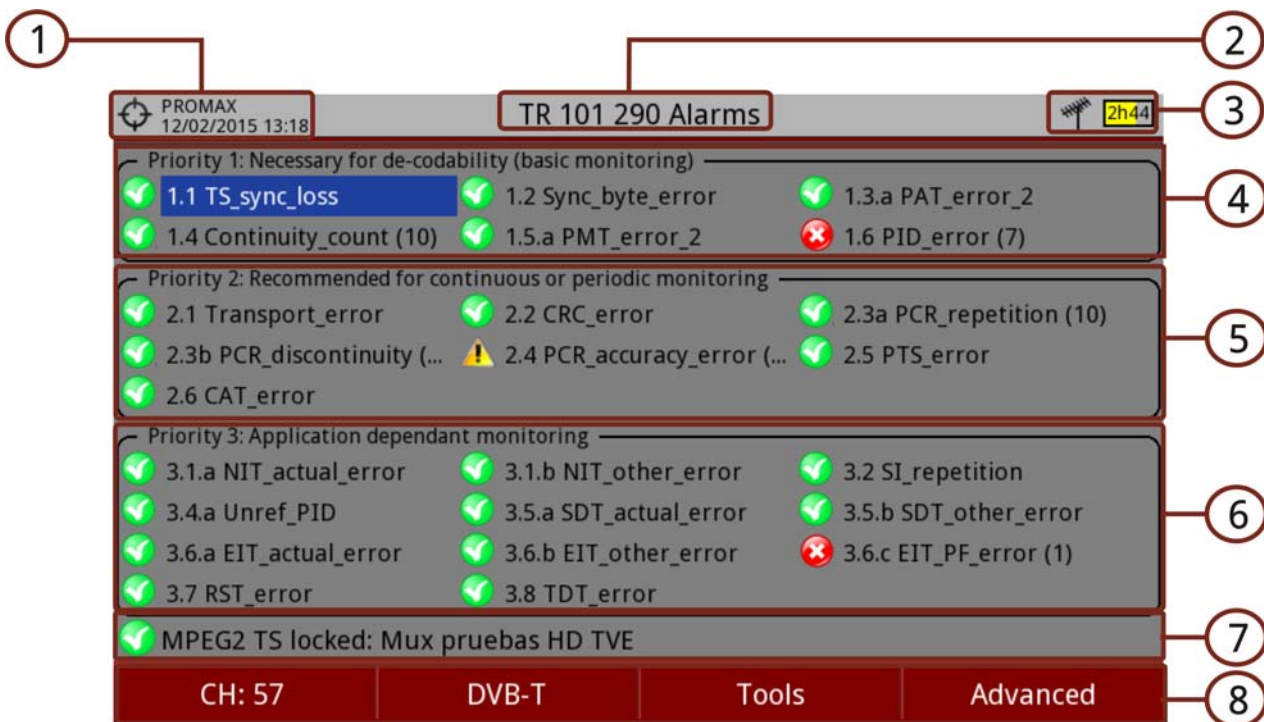 1
2
PROMAX
12/02/2015 13:18
TR 101 290 Alarms
2h44
3
Priority 1: Necessary for de-codability (basic monitoring)
1.1 TS_sync_loss 1.2 Sync_byte_error 1.3.a PAT_error_2
4
1.4 Continuity_count (10) 1.5.a PMT_error_2 1.6 PID_error (7)
Priority 2: Recommended for continuous or periodic monitoring
2.1 Transport_error 2.2 CRC_error 2.3a PCR_repetition (10)
5
2.3b PCR_discontinuity (... 2.4 PCR_accuracy_error (... 2.5 PTS_error
2.6 CAT_error
Priority 3: Application dependant monitoring
3.1.a NIT_actual_error 3.1.b NIT_other_error 3.2 SI_repetition
3.4.a Unref_PID 3.5.a SDT_actual_error 3.5.b SDT_other_error
6
3.6.a EIT_actual_error 3.6.b EIT_other_error 3.6.c EIT_PF_error (1)
3.7 RST_error 3.8 TDT_error
MPEG2 TS locked: Mux pruebas HD TVE
7
CH: 57 DVB-T Tools Advanced
8